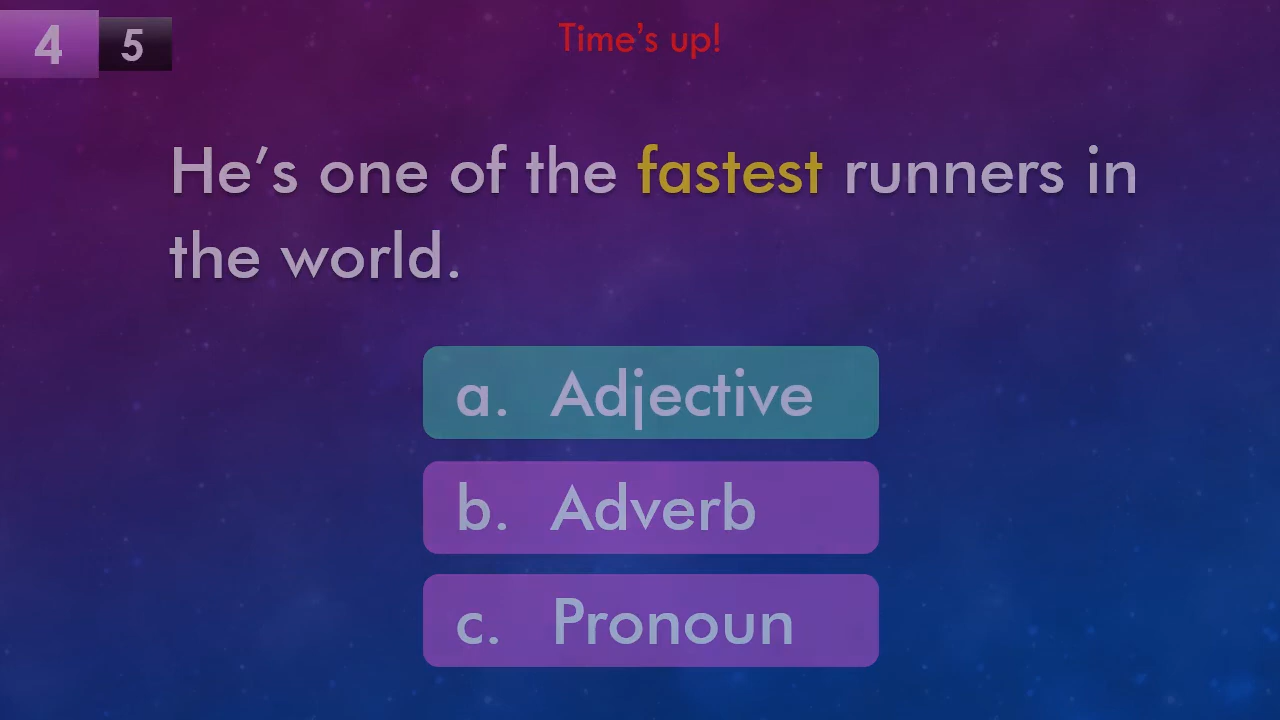 4 5
Time’s up!
He’s one of the fastest runners in
the world.
a. Adjective
b. Adverb
c. Pronoun